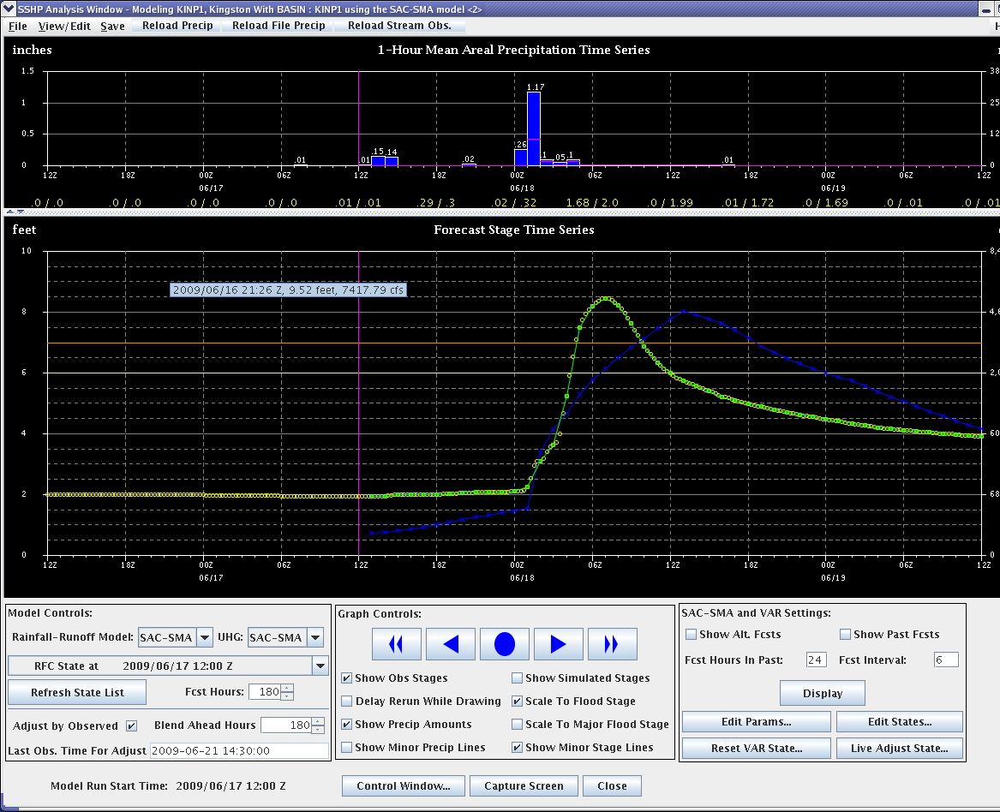 SSHP Analysis Window - Modeling KINP1, Kingston With BASIN : KINP1 using the SAC-SMA model <2>
File View/Edit Save Reload Precip Reload File Precip Reload Stream Obs.
inches 1-Hour Mean Areal Precipitation Time Series
1.5 38
1.17
1 25
0.5 12
.26
.15 .14
.01 .01 .02 .1 .05 .1 .01
0 0
12Z 18Z 00Z 06Z 12Z 18Z 00Z 06Z 12Z 18Z 00Z 06Z 12Z
06/17 06/18 06/19
.0 / .0 .0 / .0 .0 / .0 .0 / .0 .01 / .01 .29 / .3 .02 / .32 1.68 / 2.0 .0 / 1.99 .01 / 1.72 .0 / 1.69 .0 / .01 .0 / .01
feet Forecast Stage Time Series
10 8,4
2009/06/16 21:26 Z, 9.52 feet, 7417.79 cfs
8 4,6
6 2,0
4 60
2 68
0
12Z 18Z 00Z 06Z 12Z 18Z 00Z 06Z 12Z 18Z 00Z 06Z 12Z
06/17 06/18 06/19
Model Controls:
Rainfall-Runoff Model: SAC-SMA UHG: SAC-SMA
RFC State at 2009/06/17 12:00 Z
Refresh State List Fcst Hours: 180
Adjust by Observed Blend Ahead Hours 180
Last Obs. Time For Adjust 2009-06-21 14:30:00
Graph Controls:
Show Obs Stages Show Simulated Stages
Delay Rerun While Drawing Scale To Flood Stage
Show Precip Amounts Scale To Major Flood Stage
Show Minor Precip Lines Show Minor Stage Lines
SAC-SMA and VAR Settings:
Show Alt. Fcsts Show Past Fcsts
Fcst Hours In Past: 24 Fcst Interval: 6
Display
Edit Params... Edit States...
Reset VAR State... Live Adjust State...
Model Run Start Time: 2009/06/17 12:00 Z Control Window... Capture Screen Close